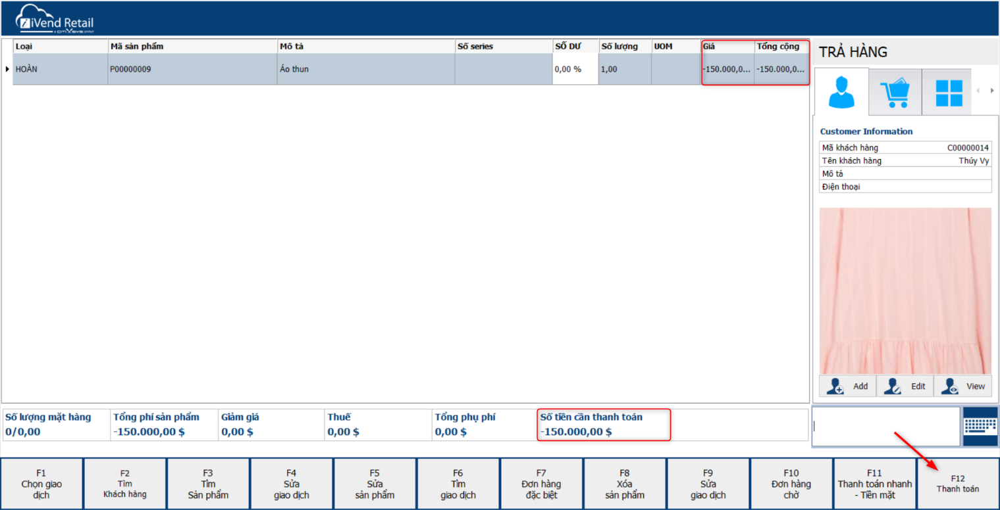 iVend Retail
Loại Mã sản phẩm Mô tả Số series SỐ DƯ Số lượng UOM Giá Tổng cộng
HOÀN P00000009 Áo thun 0,00 % 1,00 -150.000,0... -150.000,0...
TRẢ HÀNG
Customer Information
Mã khách hàng C00000014
Tên khách hàng Thúy Vy
Mô tả
Điện thoại
Add Edit View
Số lượng mặt hàng Tổng phí sản phẩm Giảm giá Thuế Tổng phụ phí Số tiền cần thanh toán
0/0,00 -150.000,00 $ 0,00 $ 0,00 $ 0,00 $ -150.000,00 $
F1
Chọn giao
dịch
F2
Tìm
Khách hàng
F3
Tìm
Sản phẩm
F4
Sửa
giao dịch
F5
Sửa
sản phẩm
F6
Tìm
giao dịch
F7
Đơn hàng
đặc biệt
F8
Xóa
sản phẩm
F9
Sửa
giao dịch
F10
Đơn hàng
chờ
F11
Thanh toán nhanh
- Tiền mặt
F12
Thanh toán